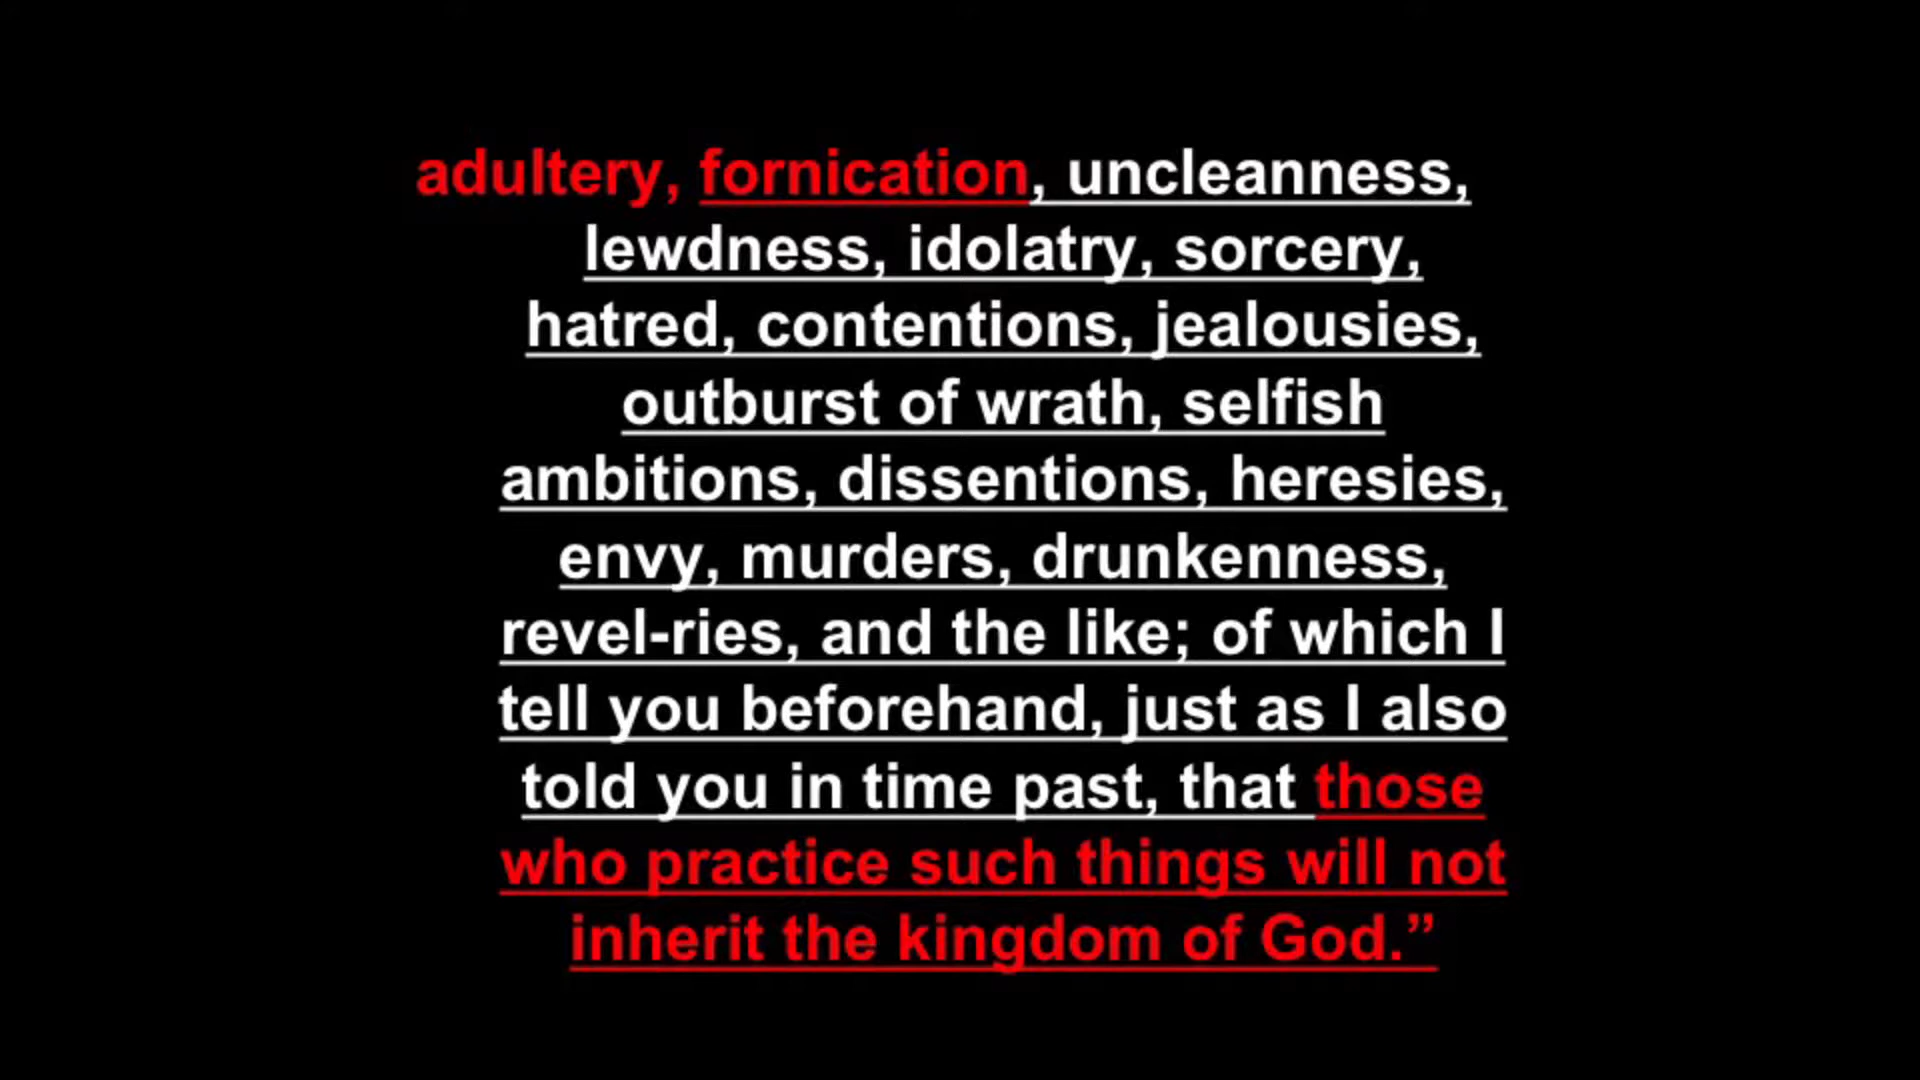 adultery, fornication, uncleanness,
lewdness, idolatry, sorcery,
hatred, contentions, jealousies,
outburst of wrath, selfish
ambitions, dissentions, heresies,
envy, murders, drunkenness,
revel-ries, and the like; of which I
tell you beforehand, just as I also
told you in time past, that those
who practice such things will not
inherit the kingdom of God.”